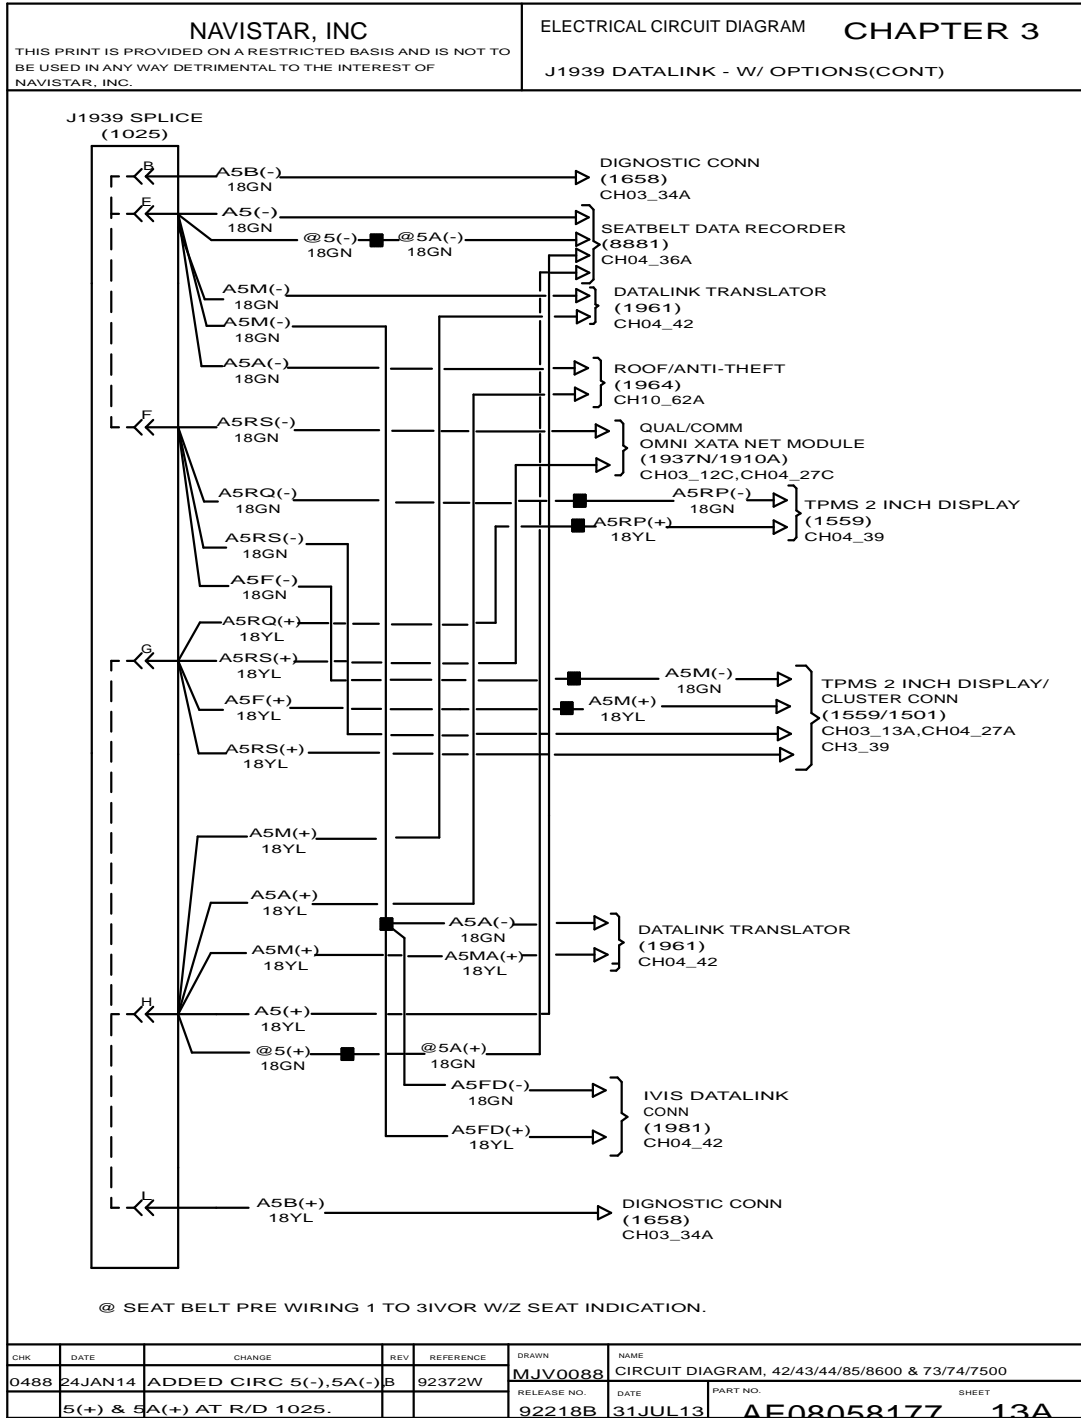 NAVISTAR, INC
THIS PRINT IS PROVIDED ON A RESTRICTED BASIS AND IS NOT TO
BE USED IN ANY WAY DETRIMENTAL TO THE INTEREST OF
NAVISTAR, INC.
ELECTRICAL CIRCUIT DIAGRAM CHAPTER 3
J1939 DATALINK - W/ OPTIONS(CONT)
J1939 SPLICE
(1025)
B
A5B(-)
18GN
DIGNOSTIC CONN
(1658)
CH03_34A
E
A5(-)
18GN
@5(-)
18GN
@5A(-)
18GN
SEATBELT DATA RECORDER
(8881)
CH04_36A
A5M(-)
18GN
DATALINK TRANSLATOR
(1961)
CH04_42
A5M(-)
18GN
A5A(-)
18GN
ROOF/ANTI-THEFT
(1964)
CH10_62A
F
A5RS(-)
18GN
QUAL/COMM
OMNI XATA NET MODULE
(1937N/1910A)
CH03_12C,CH04_27C
A5RQ(-)
18GN
A5RP(-)
18GN
TPMS 2 INCH DISPLAY
(1559)
CH04_39
A5RP(+)
18YL
A5RS(-)
18GN
A5F(-)
18GN
A5RQ(+)
18YL
G
A5RS(+)
18YL
A5M(-)
18GN
TPMS 2 INCH DISPLAY/
CLUSTER CONN
(1559/1501)
CH03_13A,CH04_27A
CH3_39
A5F(+)
18YL
A5M(+)
18YL
A5RS(+)
18YL
A5M(+)
18YL
A5A(+)
18YL
A5A(-)
18GN
DATALINK TRANSLATOR
(1961)
CH04_42
A5M(+)
18YL
A5MA(+)
18YL
H
A5(+)
18YL
@5(+)
18GN
@5A(+)
18GN
A5FD(-)
18GN
IVIS DATALINK
CONN
(1981)
CH04_42
A5FD(+)
18YL
L
A5B(+)
18YL
DIGNOSTIC CONN
(1658)
CH03_34A
@ SEAT BELT PRE WIRING 1 TO 3IVOR W/Z SEAT INDICATION.
CHK DATE CHANGE REV REFERENCE DRAWN NAME
0488 24JAN14 ADDED CIRC 5(-),5A(-) B 92372W MJV0088 CIRCUIT DIAGRAM, 42/43/44/85/8600 & 73/74/7500
RELEASE NO. DATE PART NO. SHEET
5(+) & 5A(+) AT R/D 1025. 92218B 31JUL13 AF08058177 13A